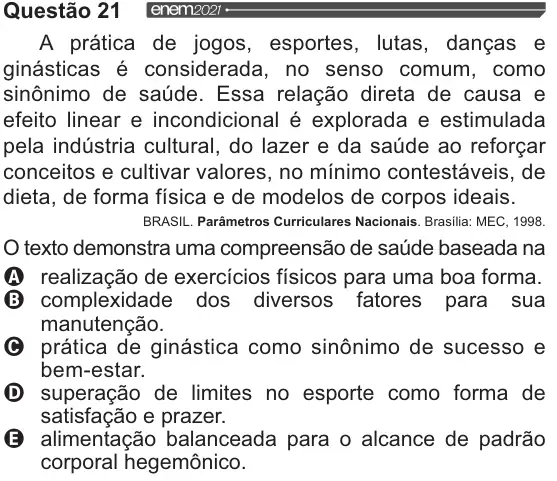 Questão 21 enem2021
A prática de jogos, esportes, lutas, danças e
ginásticas é considerada, no senso comum, como
sinônimo de saúde. Essa relação direta de causa e
efeito linear e incondicional é explorada e estimulada
pela indústria cultural, do lazer e da saúde ao reforçar
conceitos e cultivar valores, no mínimo contestáveis, de
dieta, de forma física e de modelos de corpos ideais.
BRASIL. Parâmetros Curriculares Nacionais. Brasília: MEC, 1998.
O texto demonstra uma compreensão de saúde baseada na
A realização de exercícios físicos para uma boa forma.
B complexidade dos diversos fatores para sua
manutenção.
C prática de ginástica como sinônimo de sucesso e
bem-estar.
D superação de limites no esporte como forma de
satisfação e prazer.
E alimentação balanceada para o alcance de padrão
corporal hegemônico.